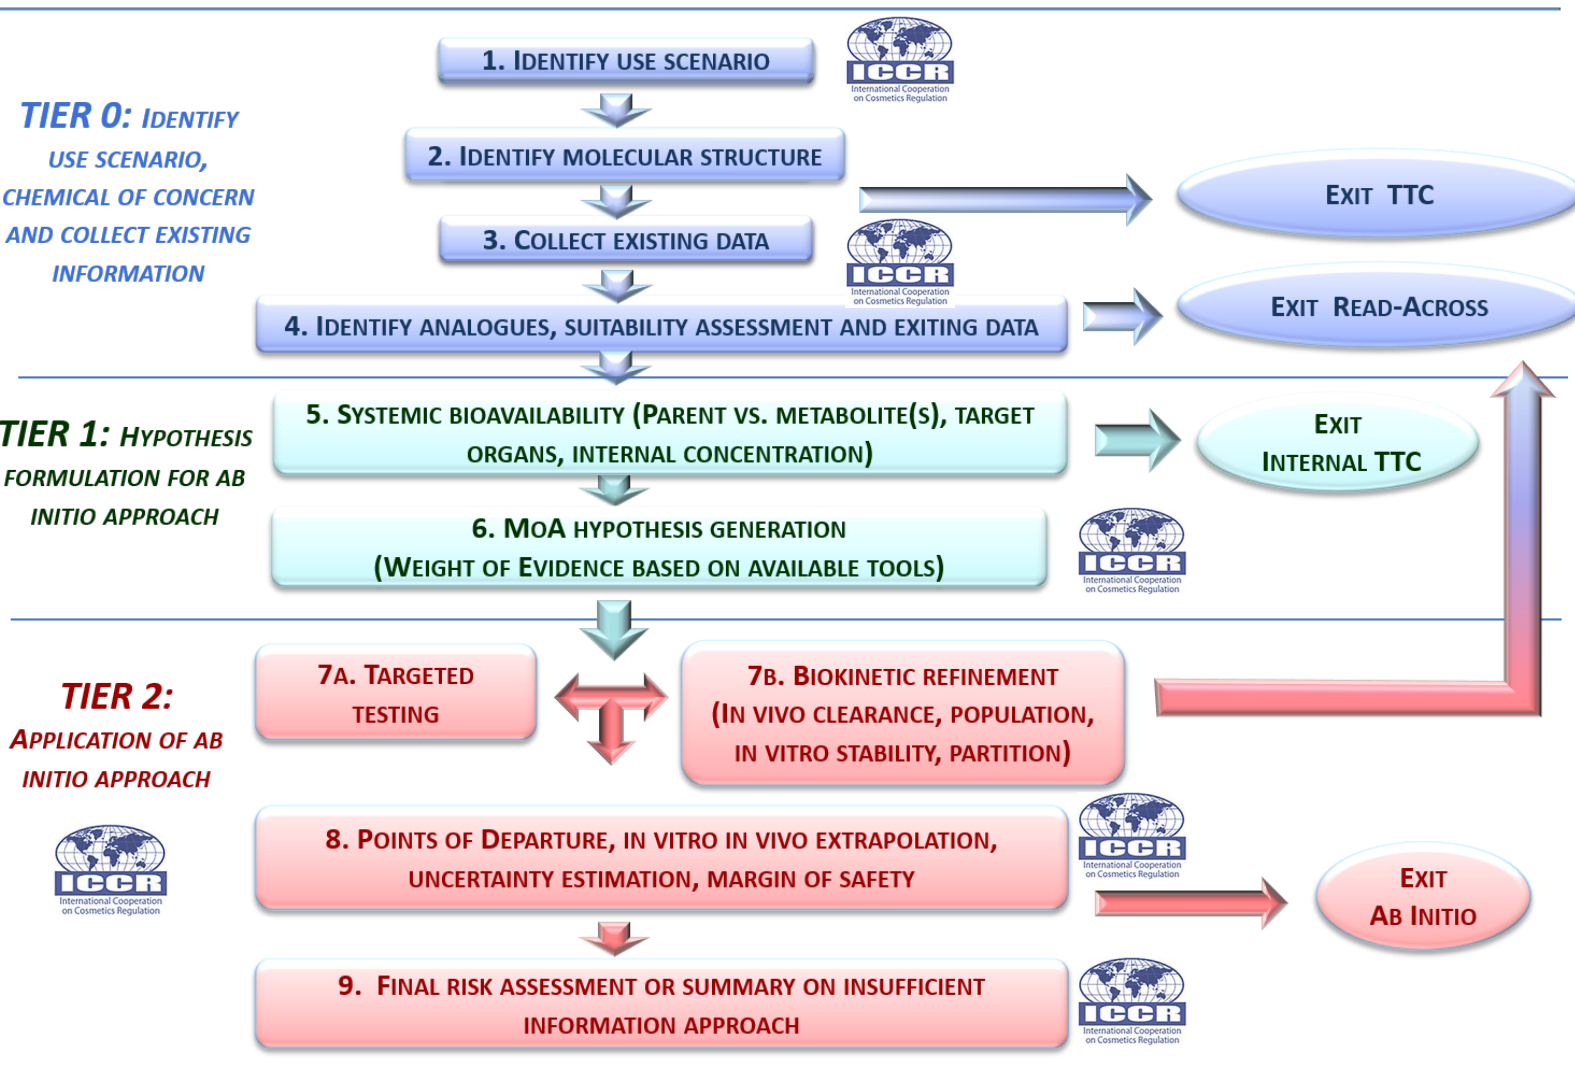 1. Identify use scenario
ICCR
International Cooperation
on Cosmetics Regulation
TIER 0: Identify
use scenario,
chemical of concern
and collect existing
information
2. Identify molecular structure
Exit TTC
3. Collect existing data
ICCR
International Cooperation
on Cosmetics Regulation
4. Identify analogues, suitability assessment and exiting data
Exit Read-Across
TIER 1: Hypothesis
formulation for ab
initio approach
5. Systemic bioavailability (Parent vs. metabolite(s), target
organs, internal concentration)
Exit
Internal TTC
6. MoA hypothesis generation
(Weight of Evidence based on available tools)
ICCR
International Cooperation
on Cosmetics Regulation
TIER 2:
Application of ab
initio approach
7a. Targeted
testing
7b. Biokinetic refinement
(In vivo clearance, population,
in vitro stability, partition)
ICCR
International Cooperation
on Cosmetics Regulation
8. Points of Departure, in vitro in vivo extrapolation,
uncertainty estimation, margin of safety
ICCR
International Cooperation
on Cosmetics Regulation
Exit
Ab Initio
9. Final risk assessment or summary on insufficient
information approach
ICCR
International Cooperation
on Cosmetics Regulation